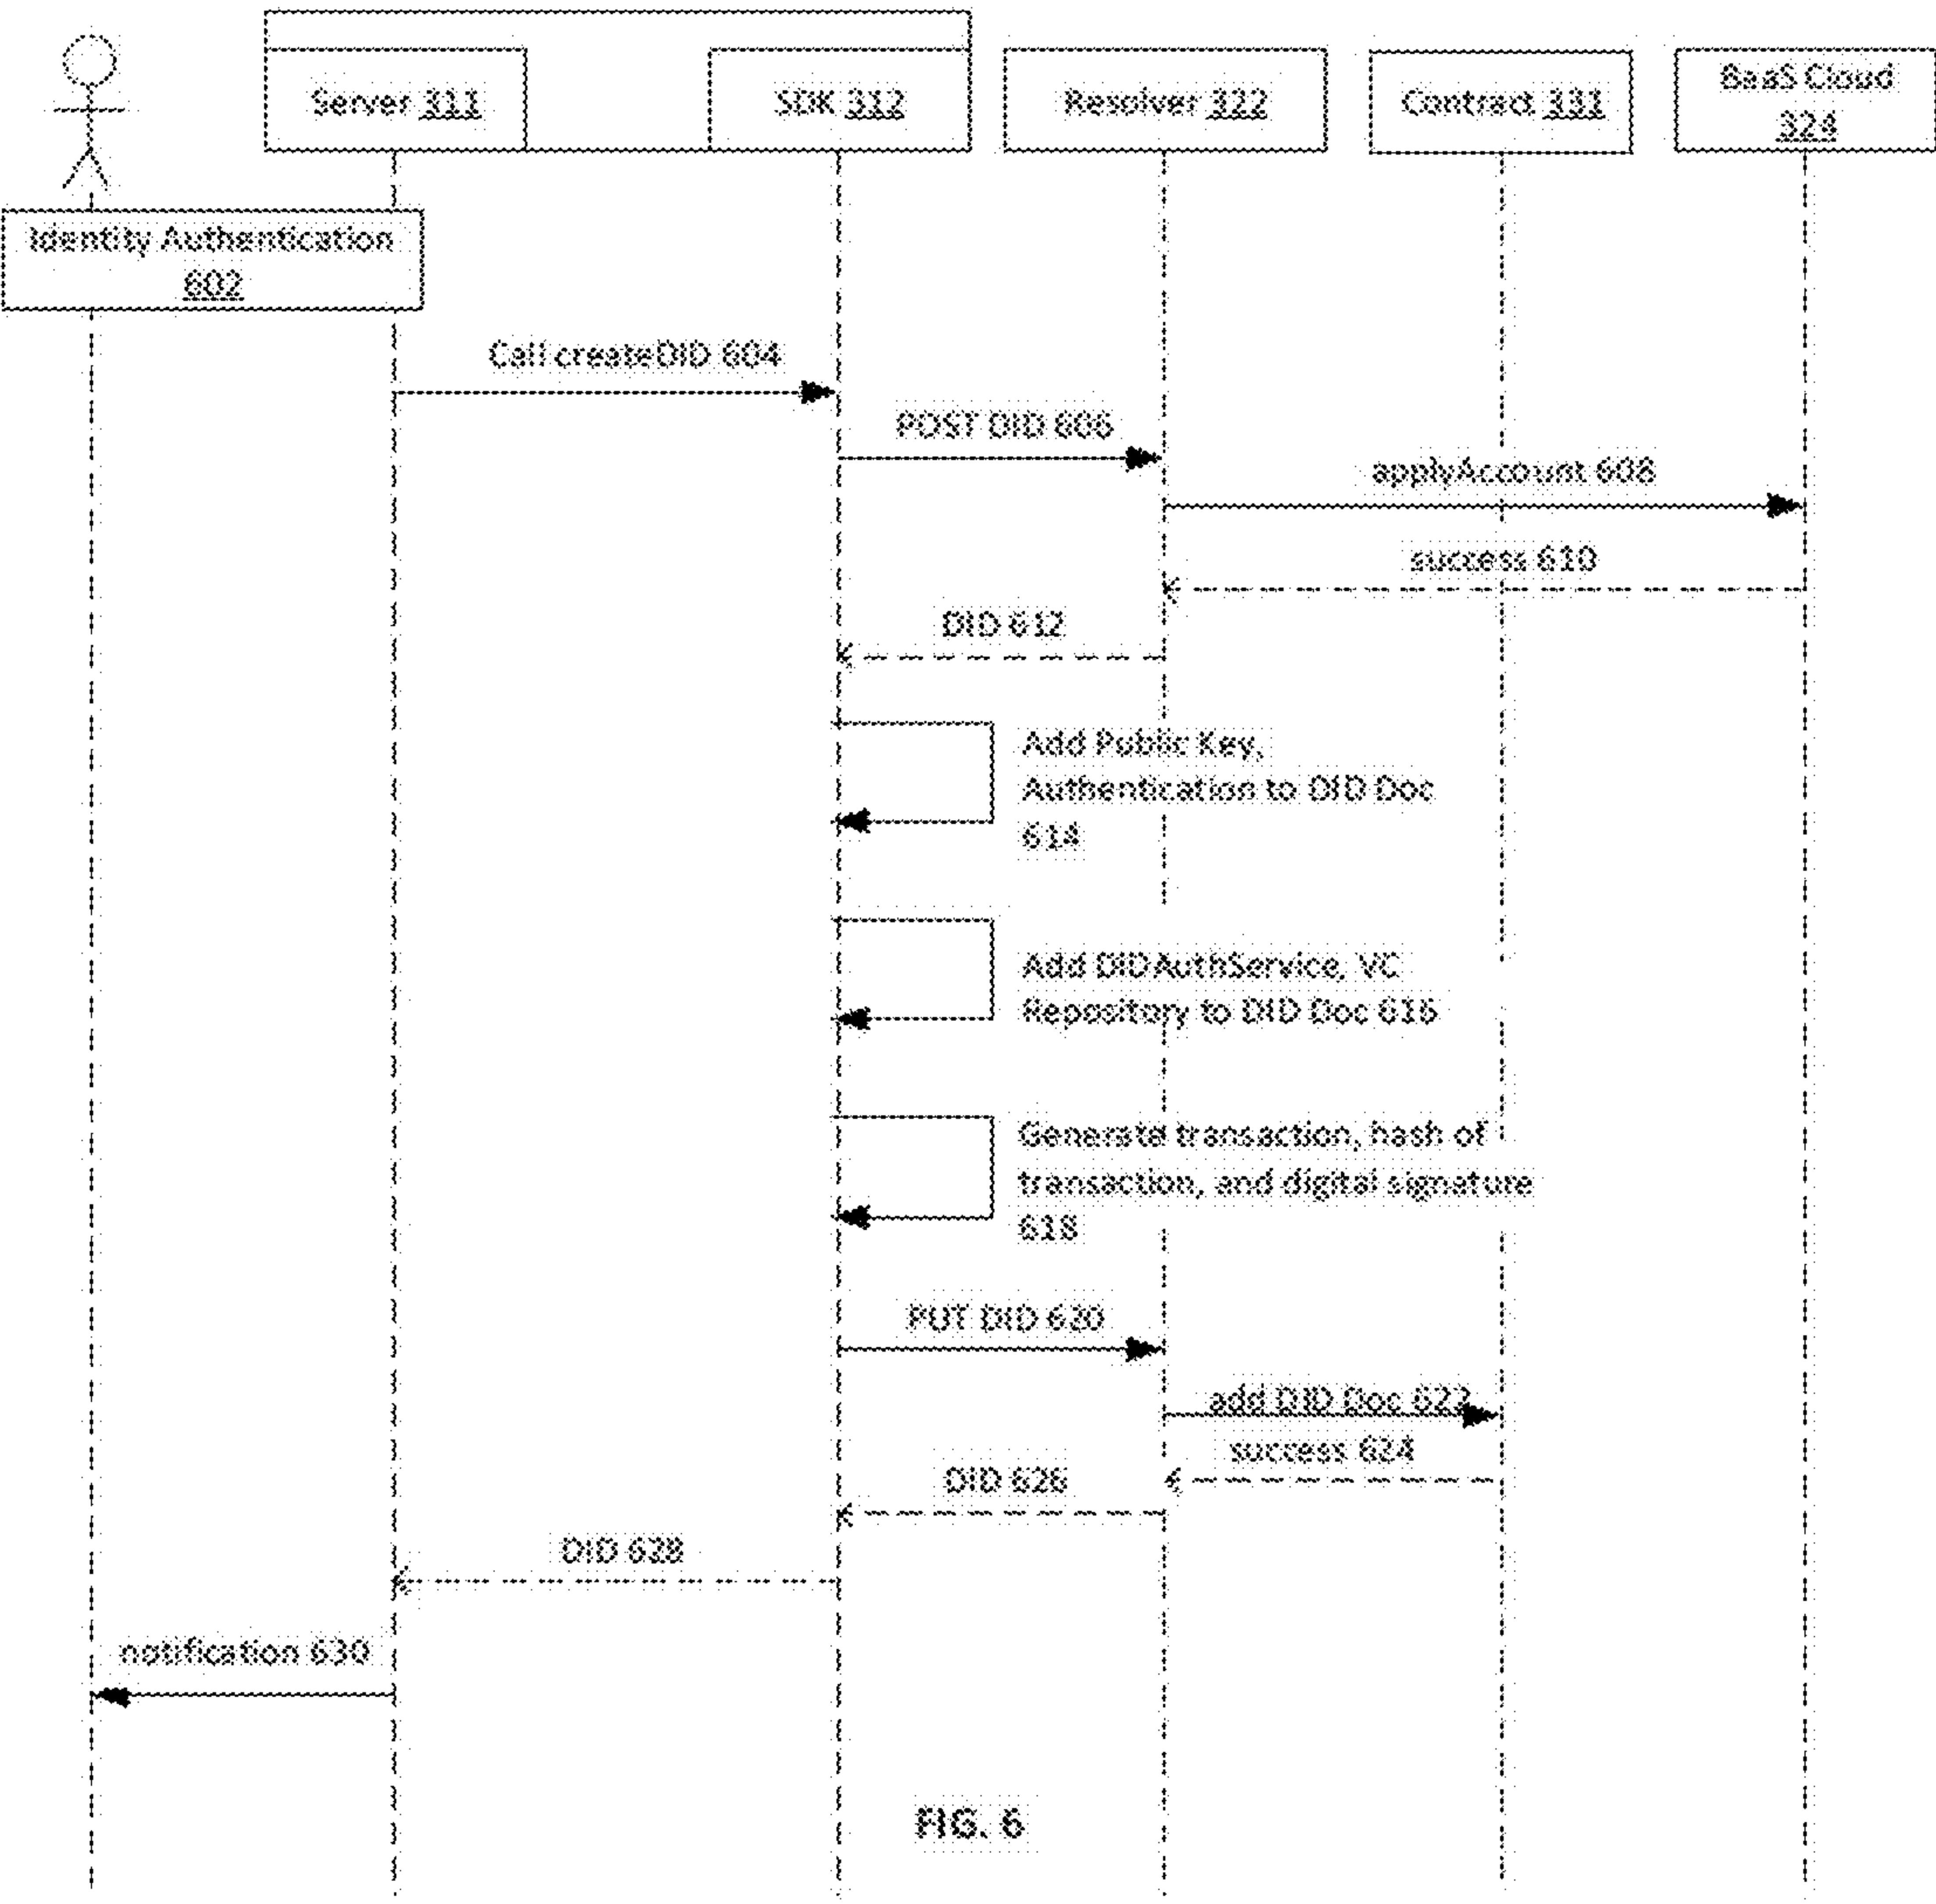 Server 311
SDK 312
Resolver 322
Contract 331
BaaS Cloud
324
Identity Authentication
602
Call createDID 604
POST DID 606
applyAccount 608
success 610
DID 612
Add Public Key,
Authentication to DID Doc
614
Add DIDAuthService, VC
Repository to DID Doc 616
Generate transaction, hash of
transaction, and digital signature
618
PUT DID 620
add DID Doc 622
success 624
DID 626
DID 628
notification 630
FIG. 6